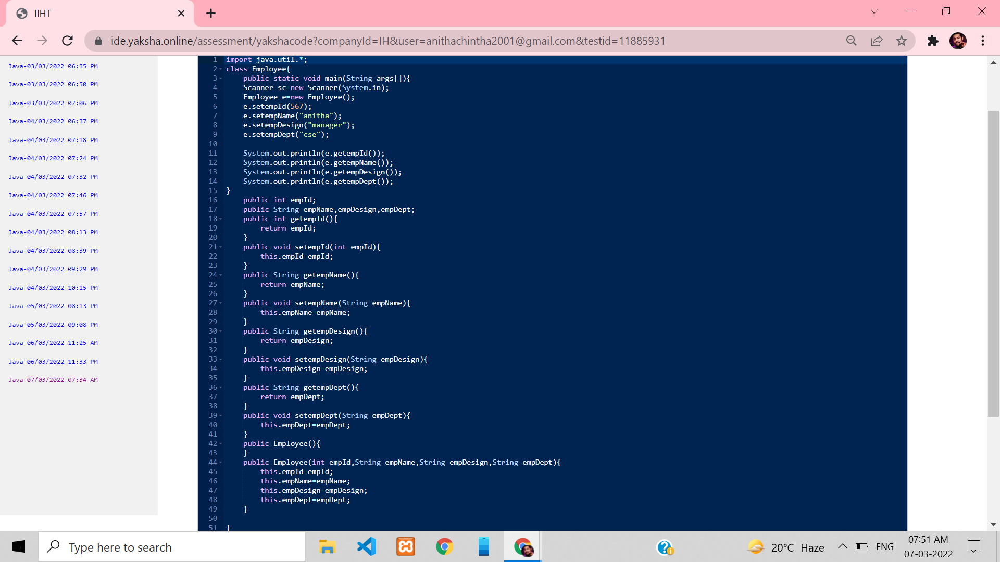 IIHT
ide.yaksha.online/assessment/yakshacode?companyId=IH&user=anithachintha2001@gmail.com&testid=11885931
Java-03/03/2022 06:35 PM
Java-03/03/2022 06:50 PM
Java-03/03/2022 07:06 PM
Java-04/03/2022 06:37 PM
Java-04/03/2022 07:18 PM
Java-04/03/2022 07:24 PM
Java-04/03/2022 07:32 PM
Java-04/03/2022 07:46 PM
Java-04/03/2022 07:57 PM
Java-04/03/2022 08:13 PM
Java-04/03/2022 08:39 PM
Java-04/03/2022 09:29 PM
Java-04/03/2022 10:15 PM
Java-05/03/2022 08:13 PM
Java-05/03/2022 09:08 PM
Java-06/03/2022 11:25 AM
Java-06/03/2022 11:33 PM
Java-07/03/2022 07:34 AM
1 import java.util.*;
2 class Employee{
3     public static void main(String args[]){
4     Scanner sc=new Scanner(System.in);
5     Employee e=new Employee();
6     e.setempId(567);
7     e.setempName("anitha");
8     e.setempDesign("manager");
9     e.setempDept("cse");
10
11     System.out.println(e.getempId());
12     System.out.println(e.getempName());
13     System.out.println(e.getempDesign());
14     System.out.println(e.getempDept());
15 }
16     public int empId;
17     public String empName,empDesign,empDept;
18     public int getempId(){
19         return empId;
20     }
21     public void setempId(int empId){
22         this.empId=empId;
23     }
24     public String getempName(){
25         return empName;
26     }
27     public void setempName(String empName){
28         this.empName=empName;
29     }
30     public String getempDesign(){
31         return empDesign;
32     }
33     public void setempDesign(String empDesign){
34         this.empDesign=empDesign;
35     }
36     public String getempDept(){
37         return empDept;
38     }
39     public void setempDept(String empDept){
40         this.empDept=empDept;
41     }
42     public Employee(){
43     }
44     public Employee(int empId,String empName,String empDesign,String empDept){
45         this.empId=empId;
46         this.empName=empName;
47         this.empDesign=empDesign;
48         this.empDept=empDept;
49     }
50
51 }
Type here to search
20°C Haze
ENG
07:51 AM
07-03-2022